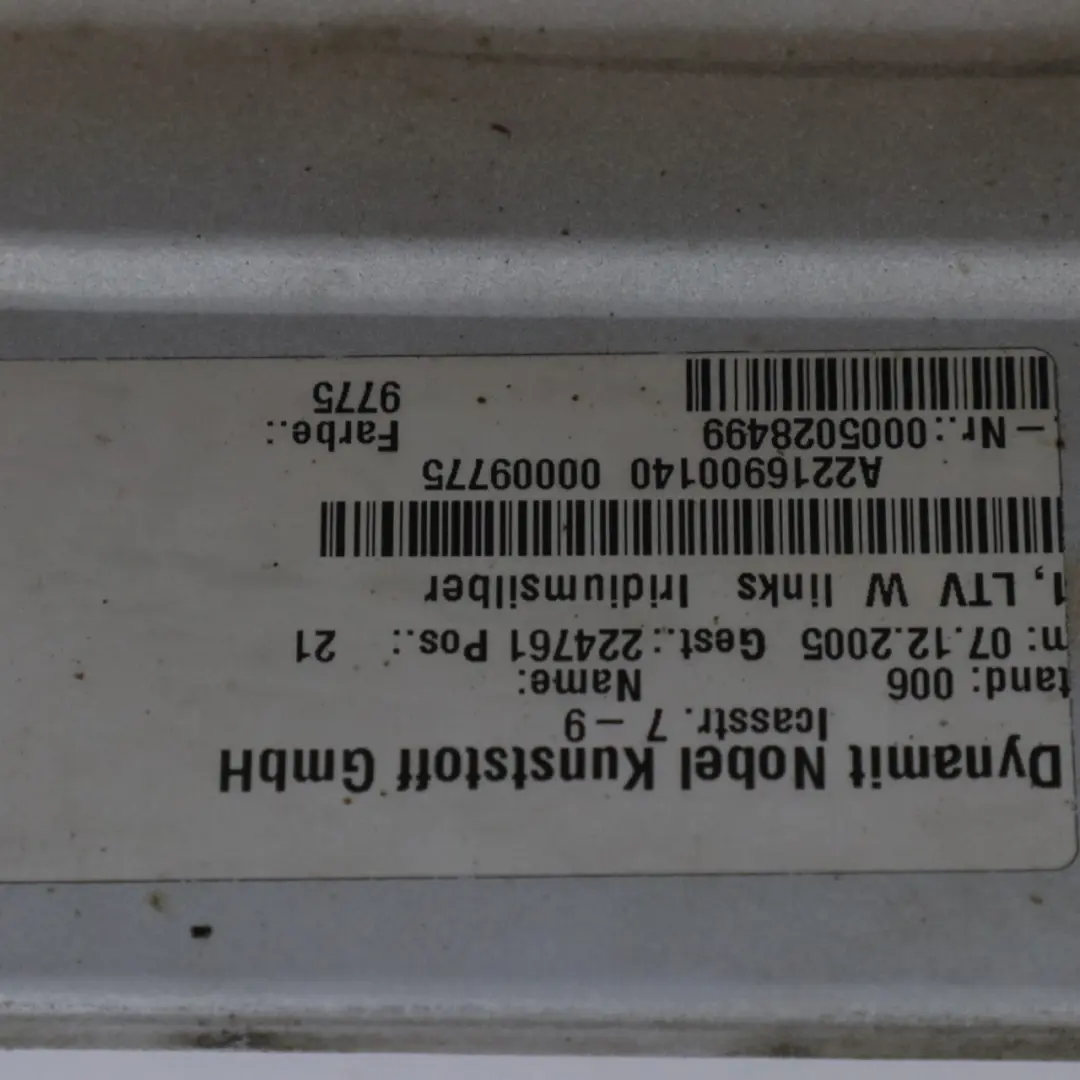 Dynamit Nobel Kunststoff GmbH
lcasstr. 7 - 9
tand: 006 Name:
m: 07.12.2005 Gest.:224761 Pos.: 21
1, LTV W links Iridiumsilber
A2216900140 00009775
-Nr.:0005028499 Farbe.:
9775